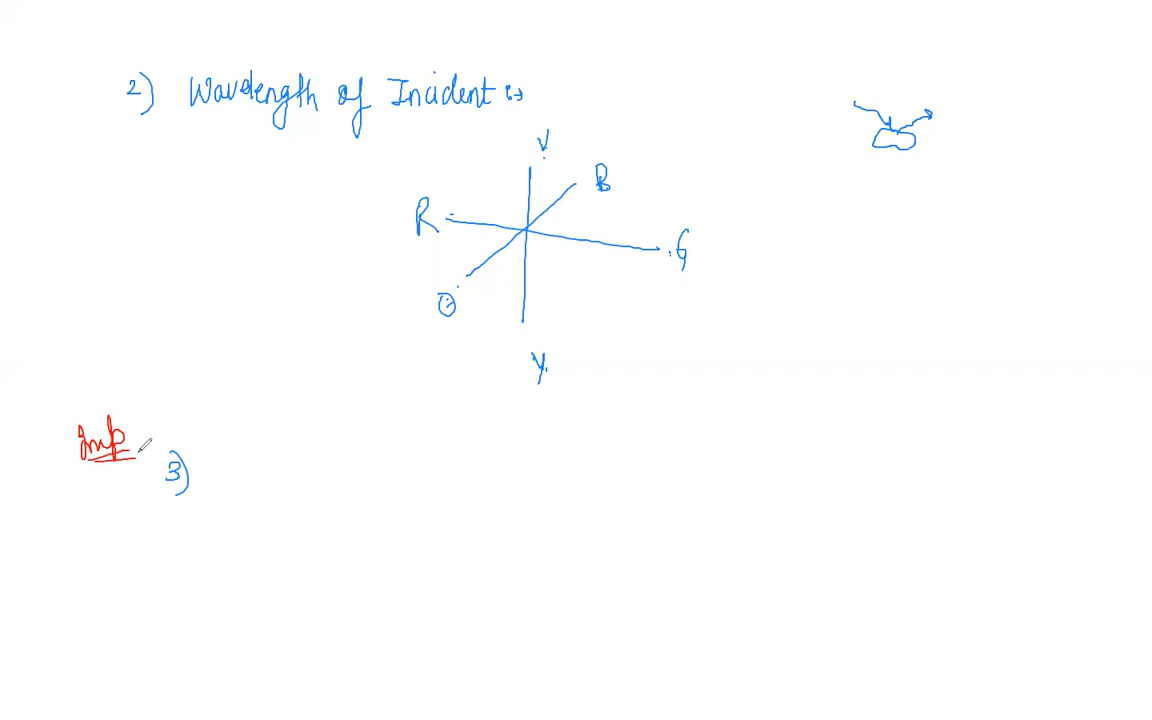 2) Wavelength of Incident :→
V
B
R
G
O
Y
Imp
3)